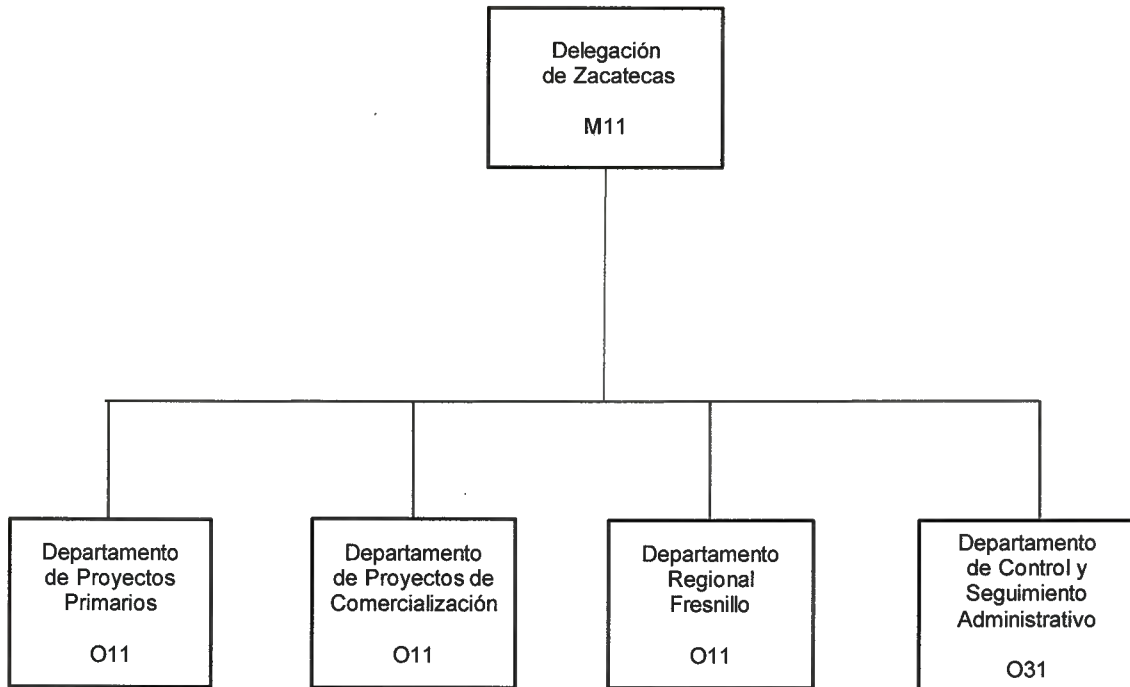 Delegación
de Zacatecas
M11
Departamento
de Proyectos
Primarios
O11
Departamento
de Proyectos de
Comercialización
O11
Departamento
Regional
Fresnillo
O11
Departamento
de Control y
Seguimiento
Administrativo
O31